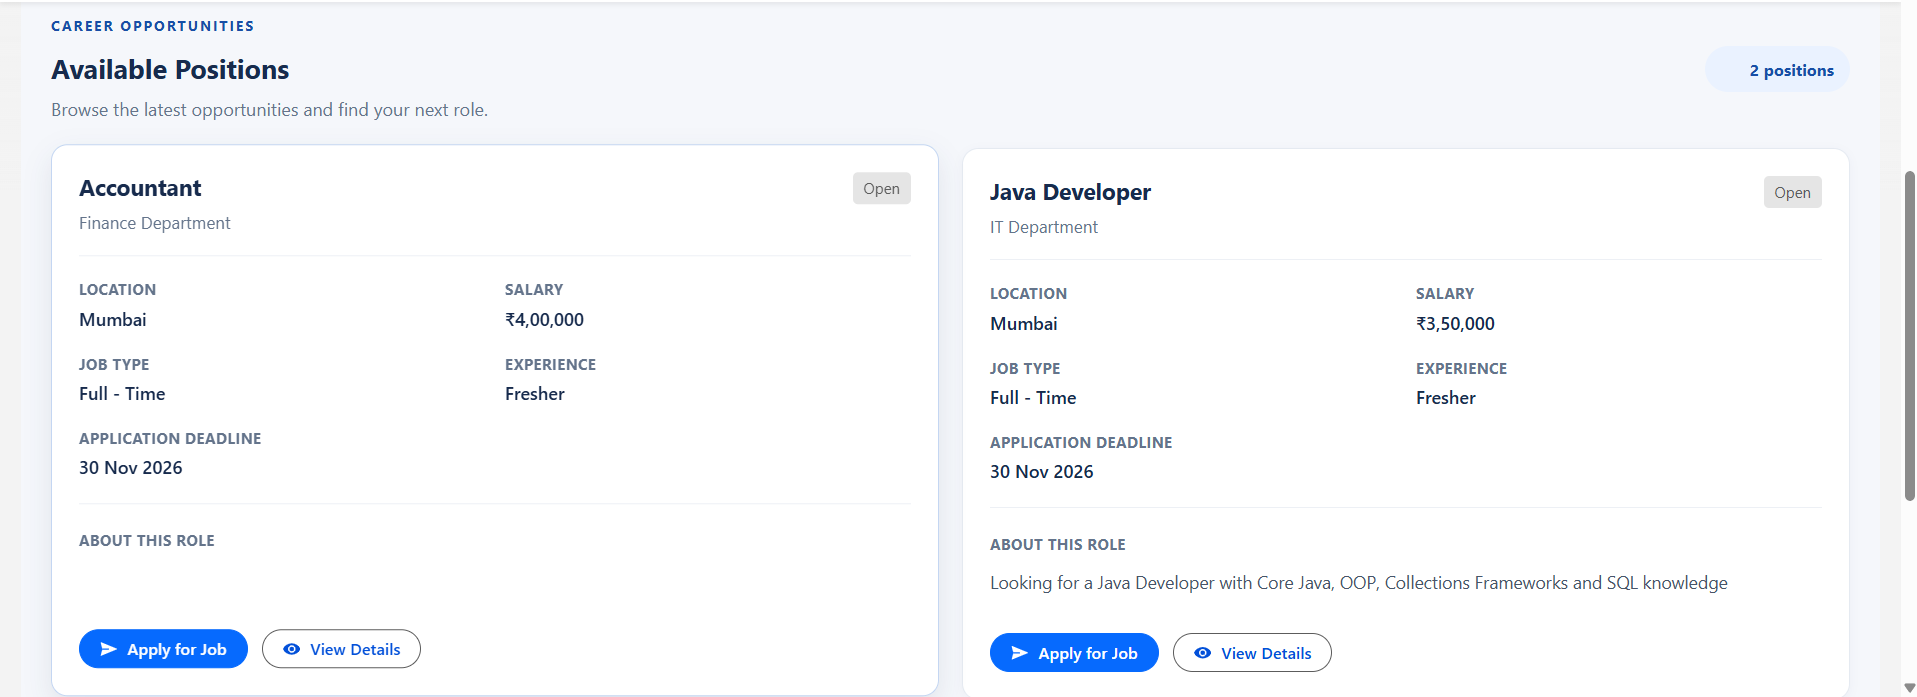 CAREER OPPORTUNITIES
Available Positions
2 positions
Browse the latest opportunities and find your next role.
Accountant
Open
Finance Department
LOCATION
SALARY
Mumbai
₹4,00,000
JOB TYPE
EXPERIENCE
Full - Time
Fresher
APPLICATION DEADLINE
30 Nov 2026
ABOUT THIS ROLE
Apply for Job
View Details
Java Developer
Open
IT Department
LOCATION
SALARY
Mumbai
₹3,50,000
JOB TYPE
EXPERIENCE
Full - Time
Fresher
APPLICATION DEADLINE
30 Nov 2026
ABOUT THIS ROLE
Looking for a Java Developer with Core Java, OOP, Collections Frameworks and SQL knowledge
Apply for Job
View Details